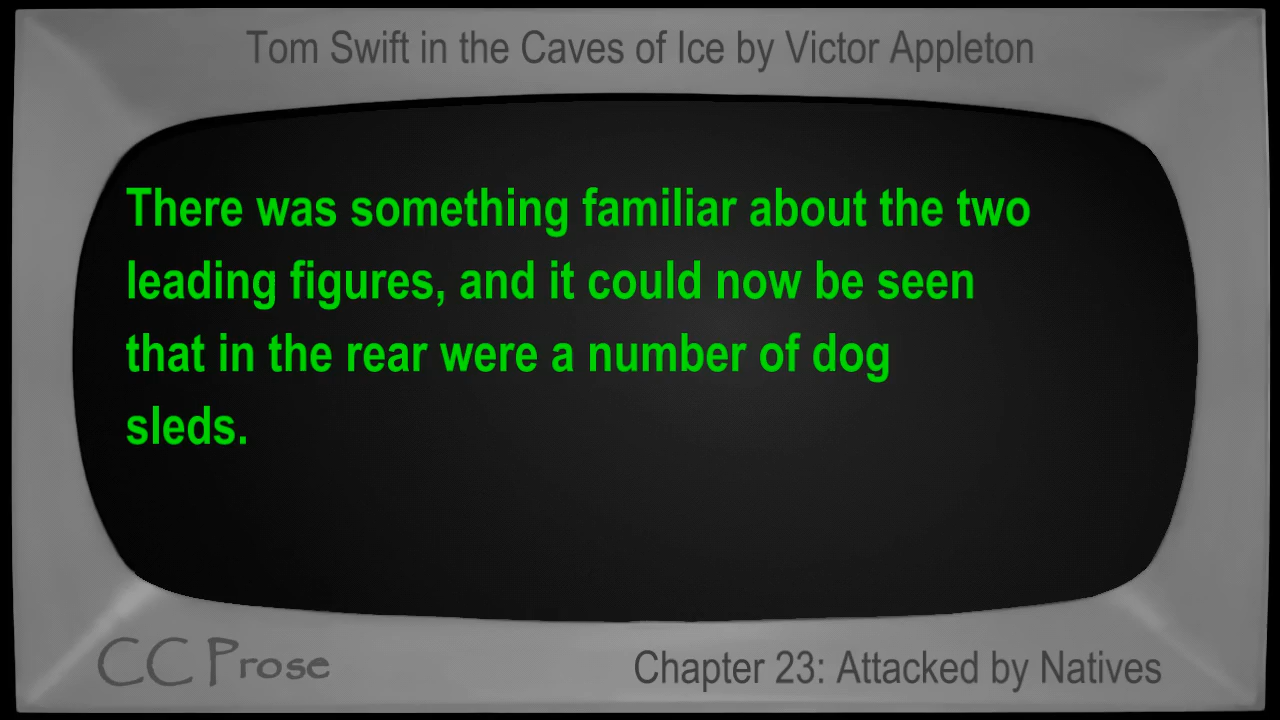 Tom Swift in the Caves of Ice by Victor Appleton
There was something familiar about the two
leading figures, and it could now be seen
that in the rear were a number of dog
sleds.
CC Prose
Chapter 23: Attacked by Natives